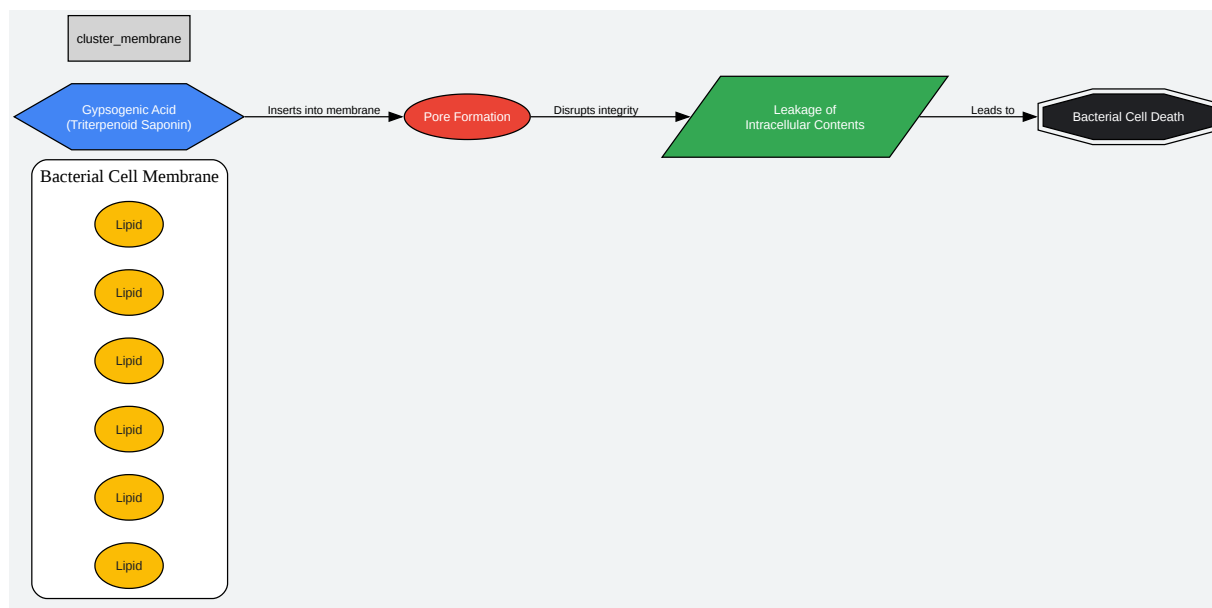 cluster_membrane
Gypsogenic Acid
(Triterpenoid Saponin)
Inserts into membrane
Pore Formation
Disrupts integrity
Leakage of
Intracellular Contents
Leads to
Bacterial Cell Death
Bacterial Cell Membrane
Lipid
Lipid
Lipid
Lipid
Lipid
Lipid